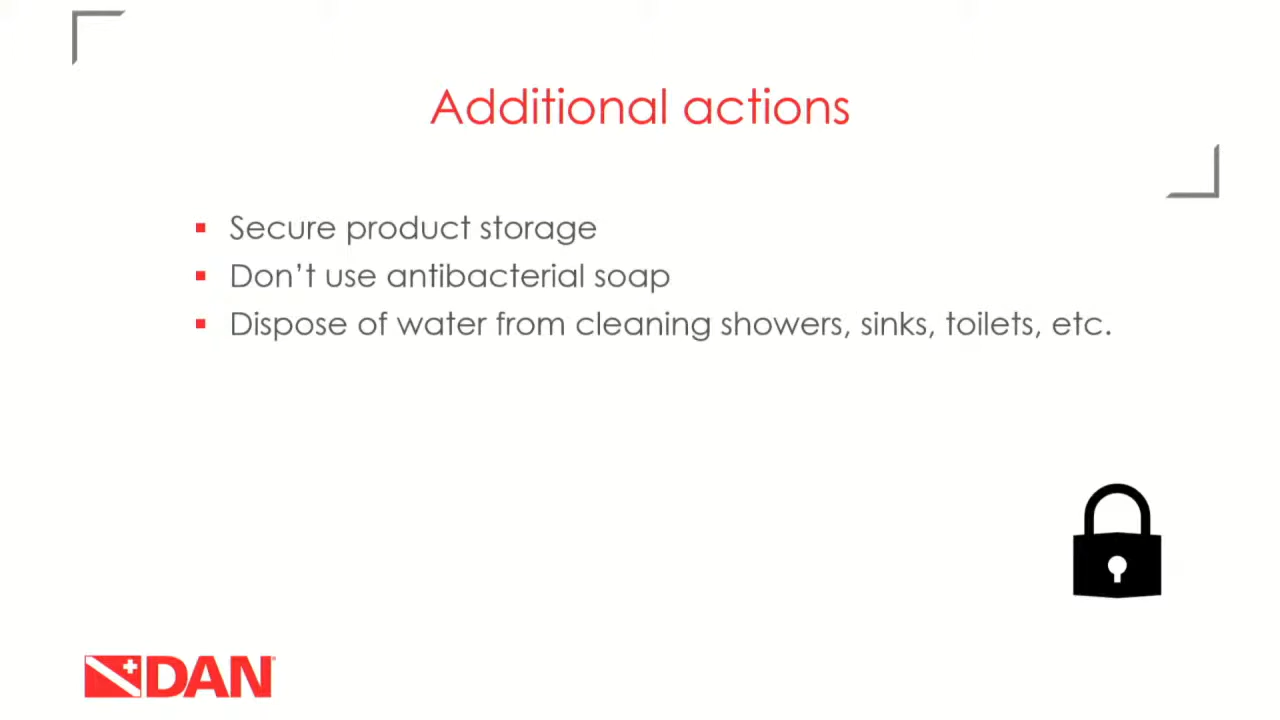 Additional actions
Secure product storage
Don’t use antibacterial soap
Dispose of water from cleaning showers, sinks, toilets, etc.
DAN